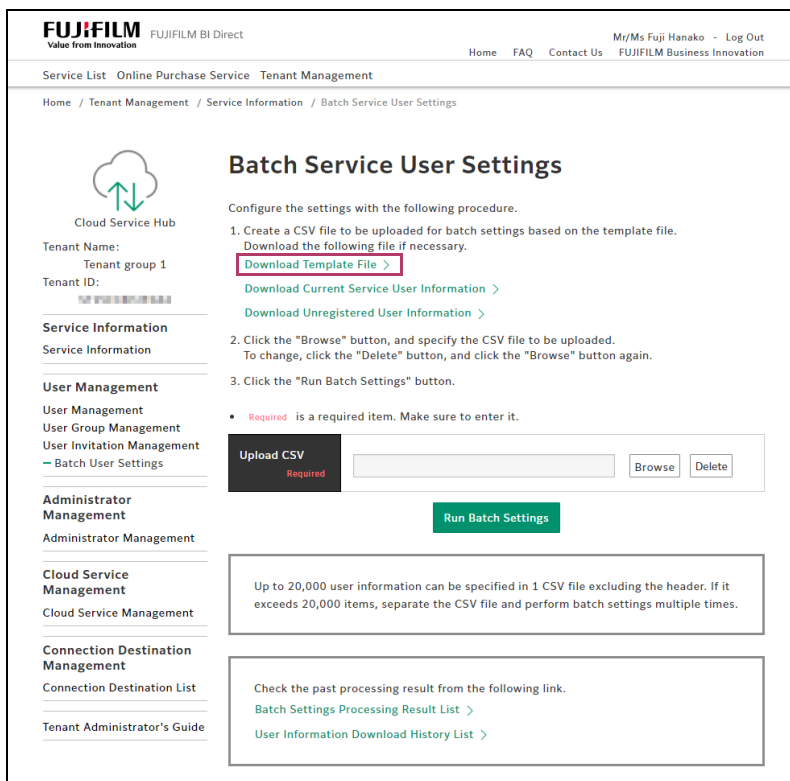 FUJIFILM
Value from Innovation
FUJIFILM BI Direct
Mr/Ms Fuji Hanako - Log Out
Home FAQ Contact Us FUJIFILM Business Innovation
Service List Online Purchase Service Tenant Management
Home / Tenant Management / Service Information / Batch Service User Settings
Cloud Service Hub
Tenant Name:
Tenant group 1
Tenant ID:
Service Information
Service Information
User Management
User Management
User Group Management
User Invitation Management
– Batch User Settings
Administrator
Management
Administrator Management
Cloud Service
Management
Cloud Service Management
Connection Destination
Management
Connection Destination List
Tenant Administrator's Guide
Batch Service User Settings
Configure the settings with the following procedure.
1. Create a CSV file to be uploaded for batch settings based on the template file.
Download the following file if necessary.
Download Template File >
Download Current Service User Information >
Download Unregistered User Information >
2. Click the "Browse" button, and specify the CSV file to be uploaded.
To change, click the "Delete" button, and click the "Browse" button again.
3. Click the "Run Batch Settings" button.
• Required is a required item. Make sure to enter it.
Upload CSV
Required
Browse Delete
Run Batch Settings
Up to 20,000 user information can be specified in 1 CSV file excluding the header. If it
exceeds 20,000 items, separate the CSV file and perform batch settings multiple times.
Check the past processing result from the following link.
Batch Settings Processing Result List >
User Information Download History List >